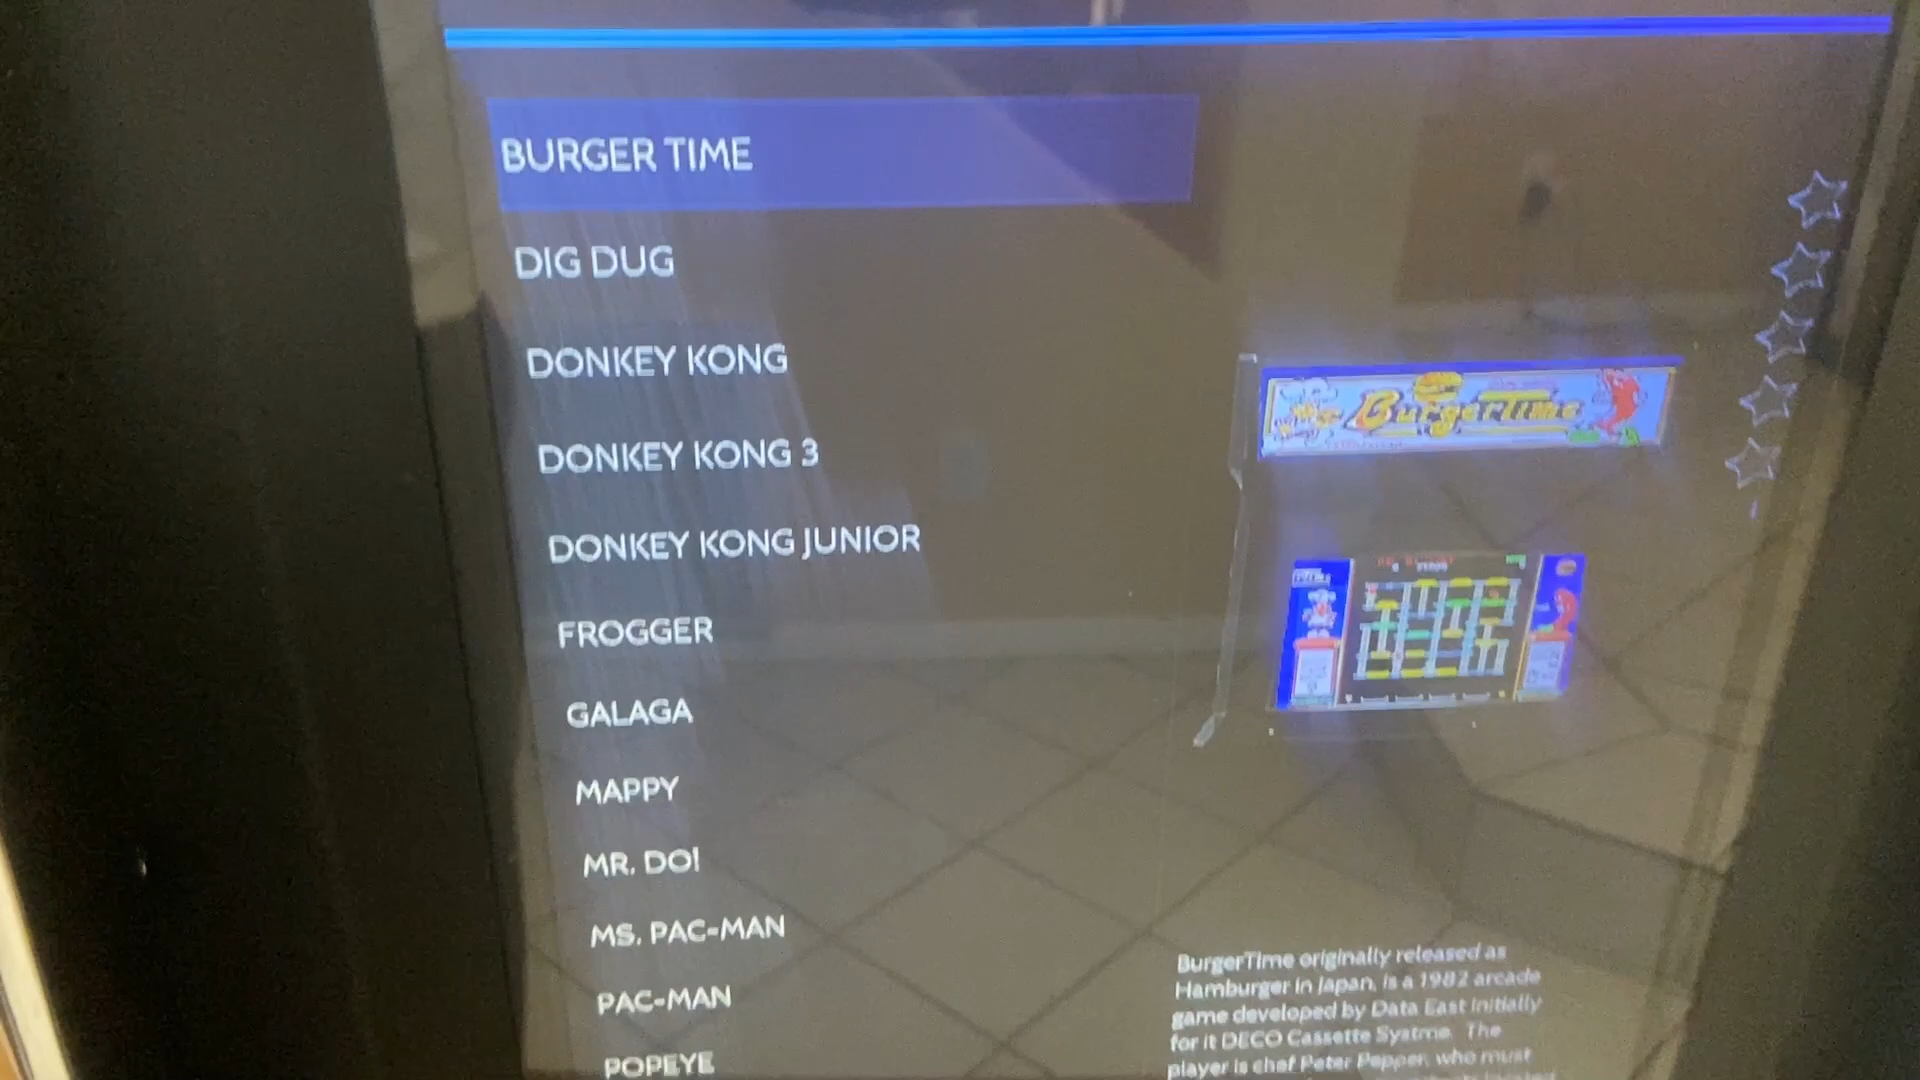 BURGER TIME
DIG DUG
DONKEY KONG
DONKEY KONG 3
DONKEY KONG JUNIOR
FROGGER
GALAGA
MAPPY
MR. DO!
MS. PAC-MAN
PAC-MAN
POPEYE
BurgerTime
BurgerTime originally released as
Hamburger in Japan, is a 1982 arcade
game developed by Data East initially
for it DECO Cassette Systme. The
player is chef Peter Pepper, who must